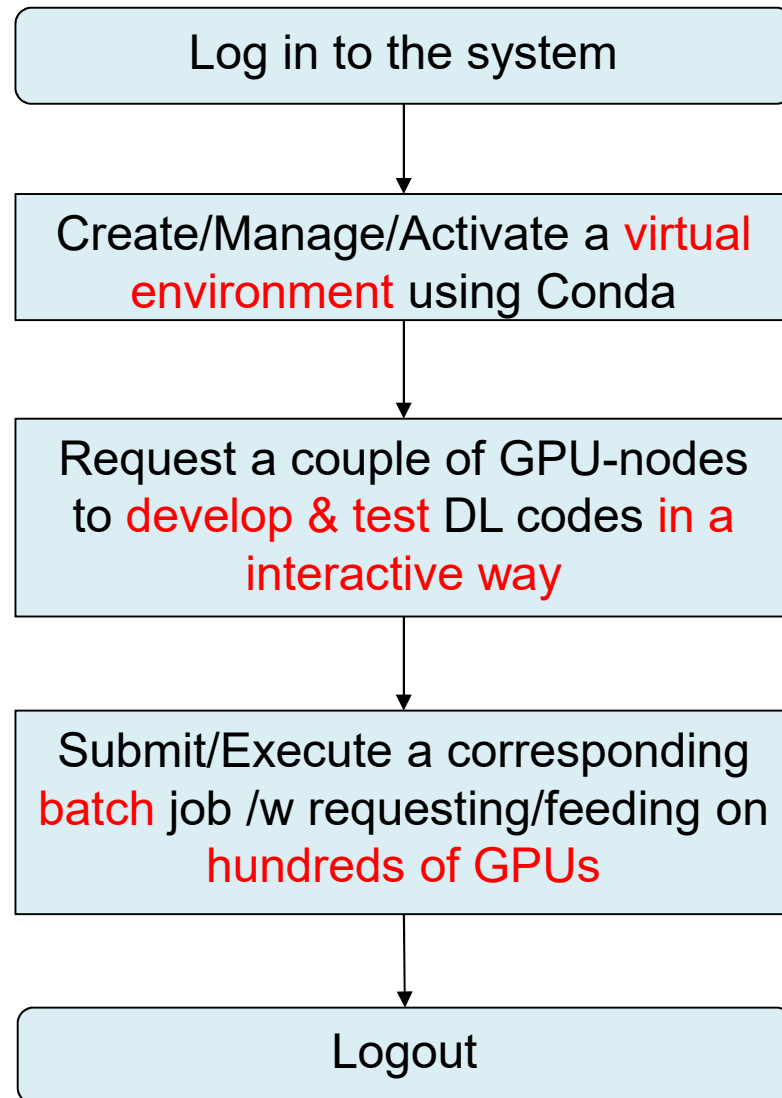 Log in to the system
Create/Manage/Activate a virtual
environment using Conda
Request a couple of GPU-nodes
to develop & test DL codes in a
interactive way
Submit/Execute a corresponding
batch job /w requesting/feeding on
hundreds of GPUs
Logout